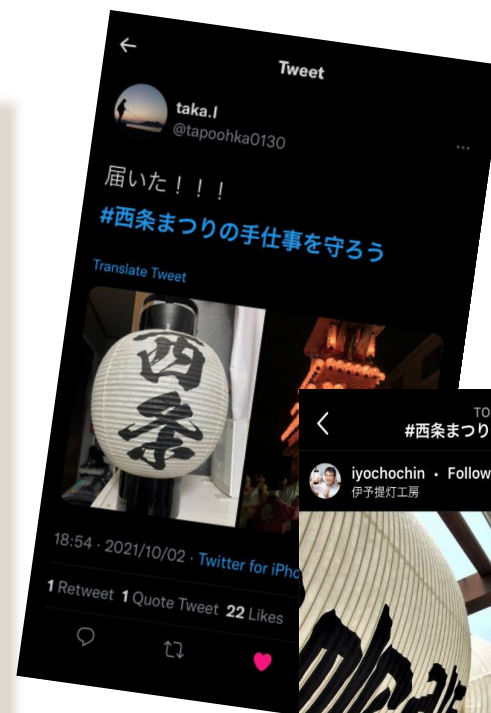 Tweet
taka.I
@tapoohka0130
届いた！！！
#西条まつりの手仕事を守ろう
Translate Tweet
西条
18:54 · 2021/10/02 · Twitter for iPho
1 Retweet 1 Quote Tweet 22 Likes
TO
#西条まつり
iyochochin · Follow
伊予提灯工房